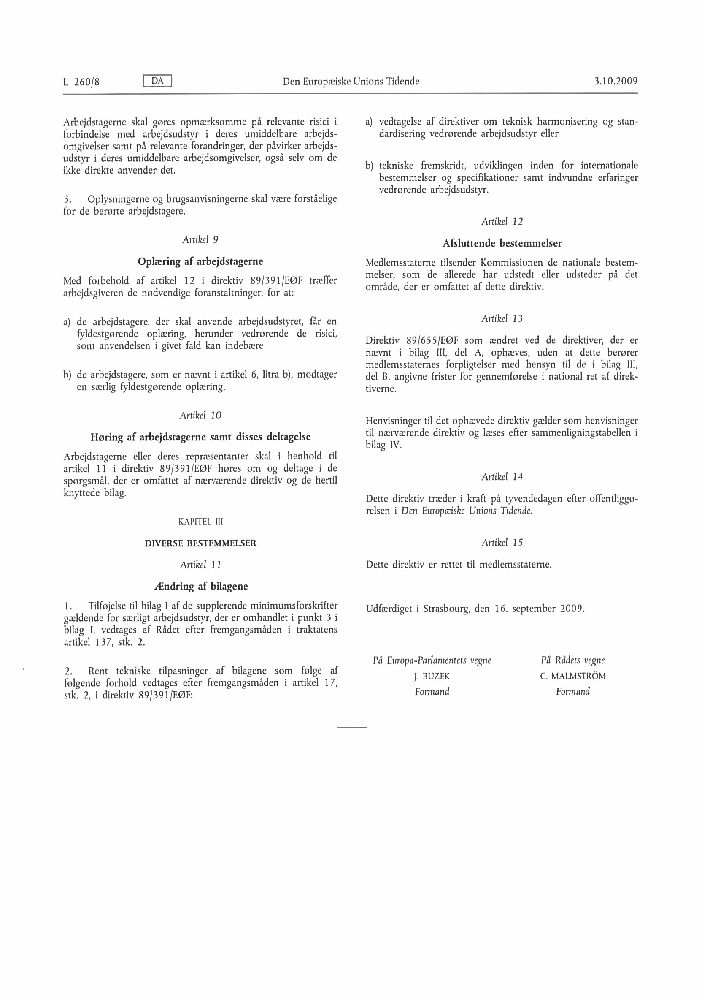 L 260/8 DA Den Europæiske Unions Tidende 3.10.2009
Arbejdstagerne skal gøres opmærksomme på relevante risici i
forbindelse med arbejdsudstyr i deres umiddelbare arbejds-
omgivelser samt på relevante forandringer, der påvirker arbejds-
udstyr i deres umiddelbare arbejdsomgivelser, også selv om de
ikke direkte anvender det.
3. Oplysningerne og brugsanvisningerne skal være forståelige
for de berørte arbejdstagere.
Artikel 9
Oplæring af arbejdstagerne
Med forbehold af artikel 12 i direktiv 89/391/EØF træffer
arbejdsgiveren de nødvendige foranstaltninger, for at:
a) de arbejdstagere, der skal anvende arbejdsudstyret, får en
fyldestgørende oplæring, herunder vedrørende de risici,
som anvendelsen i givet fald kan indebære
b) de arbejdstagere, som er nævnt i artikel 6, litra b), modtager
en særlig fyldestgørende oplæring.
Artikel 10
Høring af arbejdstagerne samt disses deltagelse
Arbejdstagerne eller deres repræsentanter skal i henhold til
artikel 11 i direktiv 89/391/EØF høres om og deltage i de
spørgsmål, der er omfattet af nærværende direktiv og de hertil
knyttede bilag.
KAPITEL III
DIVERSE BESTEMMELSER
Artikel 11
Ændring af bilagene
1. Tilføjelse til bilag I af de supplerende minimumsforskrifter
gældende for særligt arbejdsudstyr, der er omhandlet i punkt 3 i
bilag I, vedtages af Rådet efter fremgangsmåden i traktatens
artikel 137, stk. 2.
2. Rent tekniske tilpasninger af bilagene som følge af
følgende forhold vedtages efter fremgangsmåden i artikel 17,
stk. 2, i direktiv 89/391/EØF:
a) vedtagelse af direktiver om teknisk harmonisering og stan-
dardisering vedrørende arbejdsudstyr eller
b) tekniske fremskridt, udviklingen inden for internationale
bestemmelser og specifikationer samt indvundne erfaringer
vedrørende arbejdsudstyr.
Artikel 12
Afsluttende bestemmelser
Medlemsstaterne tilsender Kommissionen de nationale bestem-
melser, som de allerede har udstedt eller udsteder på det
område, der er omfattet af dette direktiv.
Artikel 13
Direktiv 89/655/EØF som ændret ved de direktiver, der er
nævnt i bilag III, del A, ophæves, uden at dette berører
medlemsstaternes forpligtelser med hensyn til de i bilag III,
del B, angivne frister for gennemførelse i national ret af direk-
tiverne.
Henvisninger til det ophævede direktiv gælder som henvisninger
til nærværende direktiv og læses efter sammenligningstabellen i
bilag IV.
Artikel 14
Dette direktiv træder i kraft på tyvendedagen efter offentliggø-
relsen i Den Europæiske Unions Tidende.
Artikel 15
Dette direktiv er rettet til medlemsstaterne.
Udfærdiget i Strasbourg, den 16. september 2009.
På Europa-Parlamentets vegne
J. BUZEK
Formand
På Rådets vegne
C. MALMSTRÖM
Formand